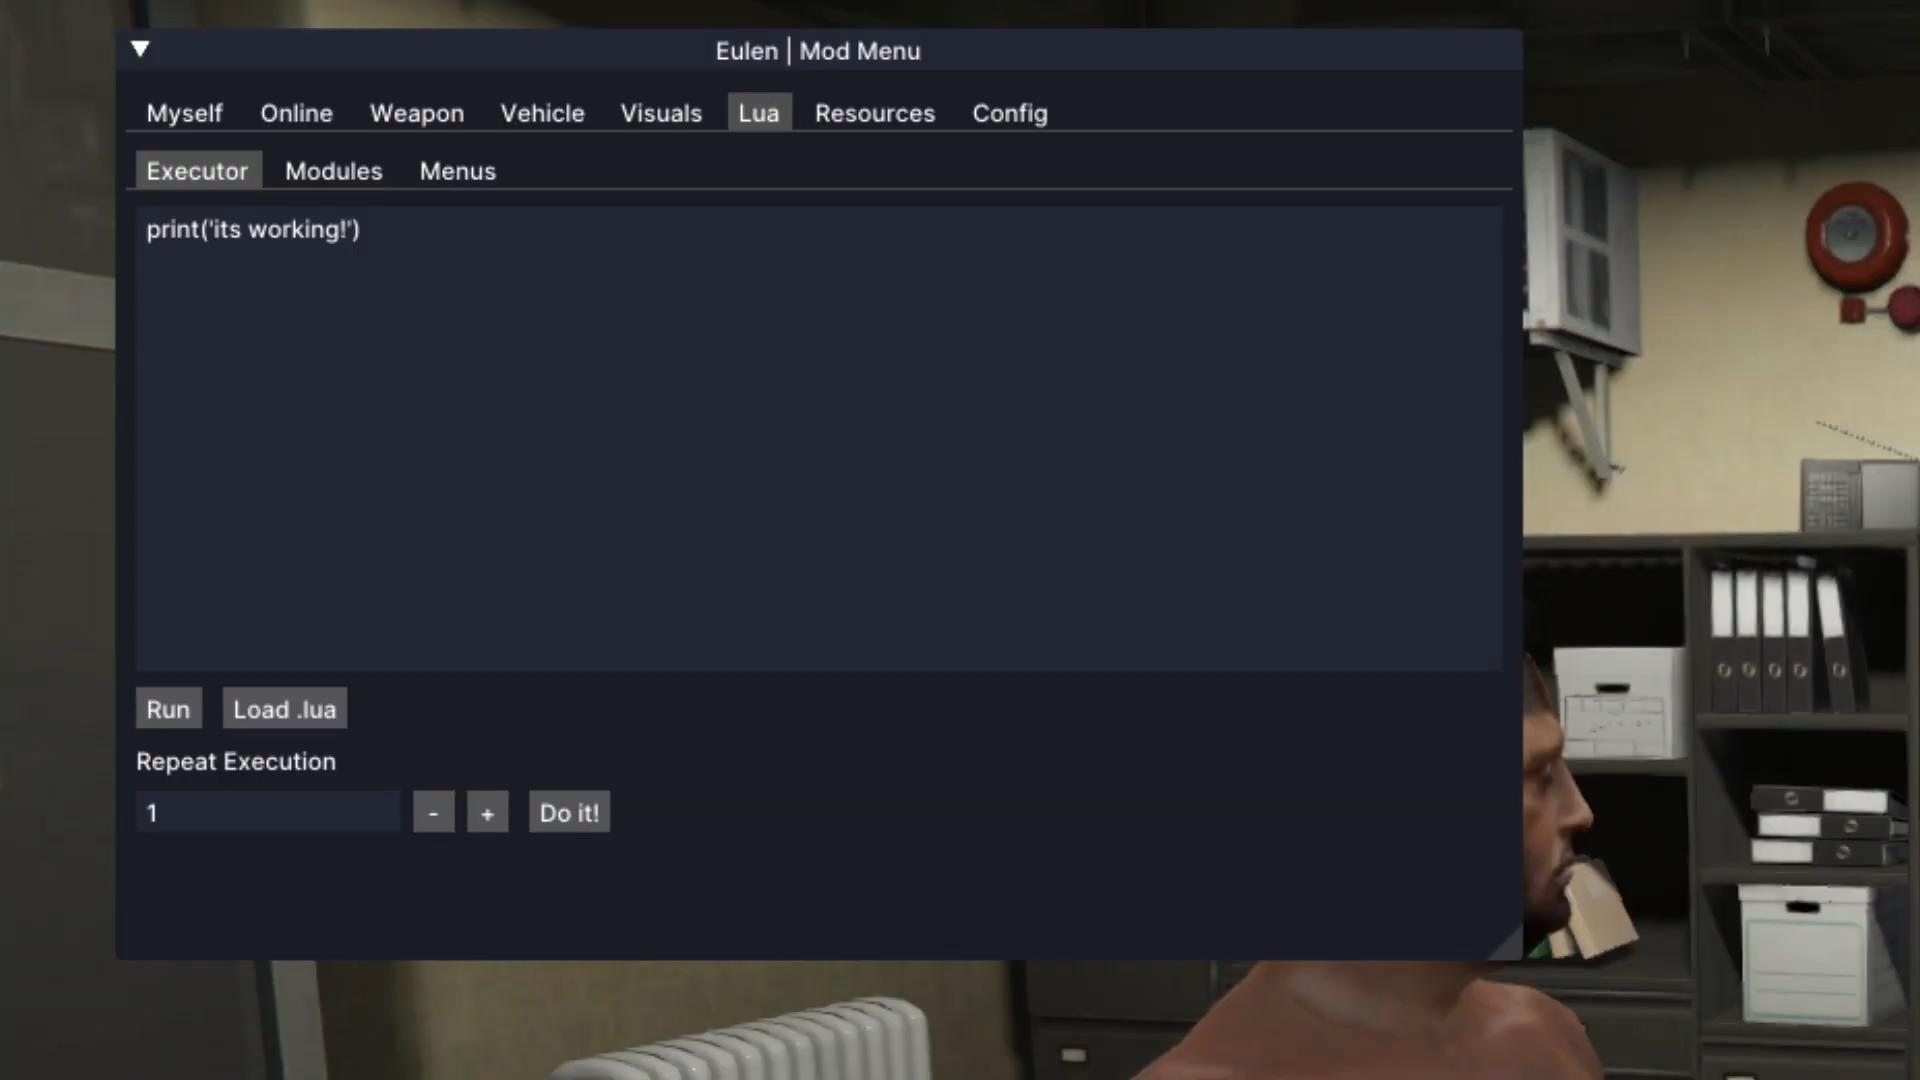 Eulen | Mod Menu
Myself Online Weapon Vehicle Visuals Lua Resources Config
Executor Modules Menus
print('its working!')
Run Load .lua
Repeat Execution
1 - + Do it!